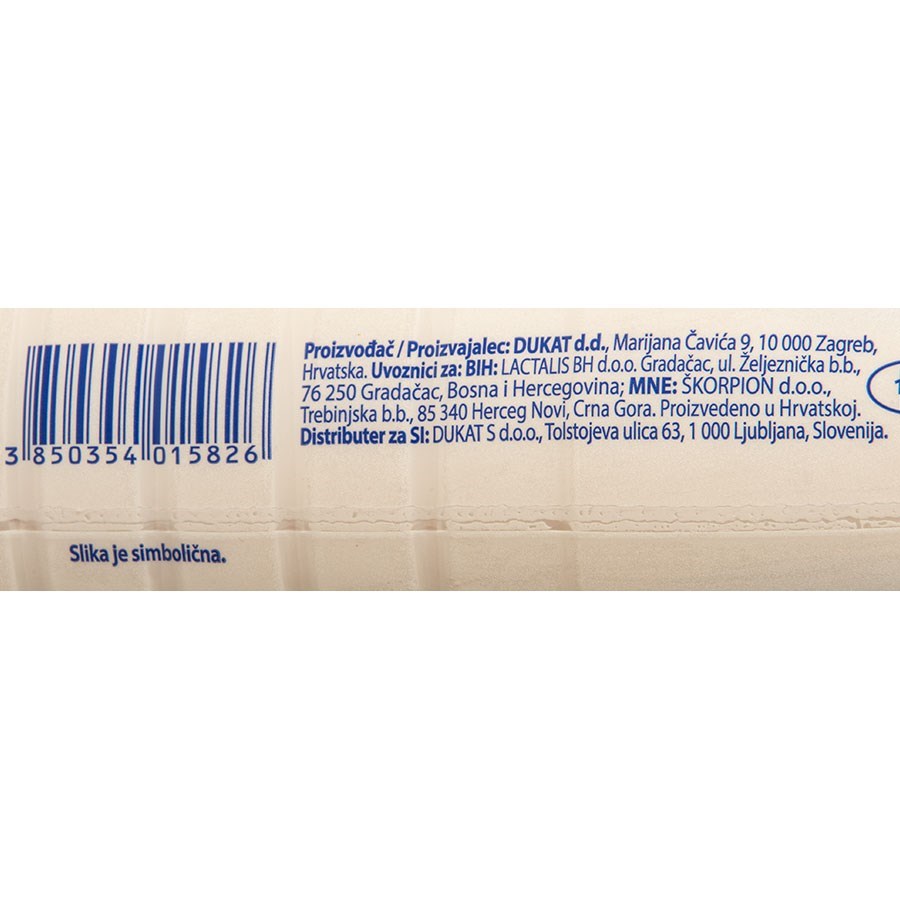 Proizvođač / Proizvajalec: DUKAT d.d., Marijana Čavića 9, 10 000 Zagreb,
Hrvatska. Uvoznici za: BIH: LACTALIS BH d.o.o. Gradačac, ul. Željeznička b.b.,
76 250 Gradačac, Bosna i Hercegovina; MNE: ŠKORPION d.o.o.,
Trebinjska b.b., 85 340 Herceg Novi, Crna Gora. Proizvedeno u Hrvatskoj.
Distributer za SI: DUKAT S d.o.o., Tolstojeva ulica 63, 1 000 Ljubljana, Slovenija.
3 850354 015826
Slika je simbolična.